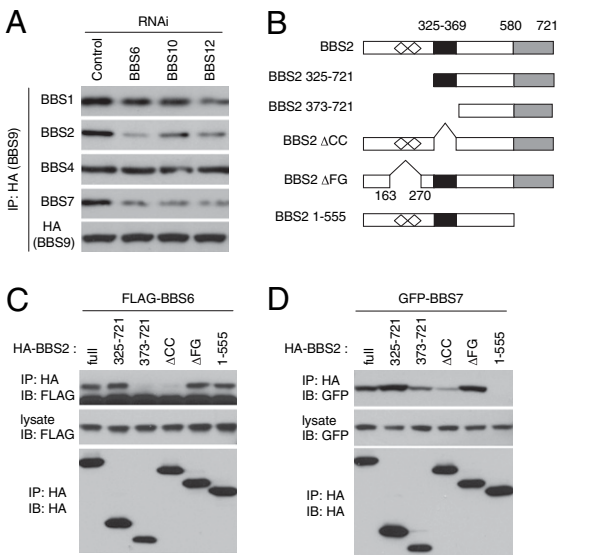 A
RNAi
Control
BBS6
BBS10
BBS12
IP: HA (BBS9)
BBS1
BBS2
BBS4
BBS7
HA
(BBS9)
B
325-369
580
721
BBS2
BBS2 325-721
BBS2 373-721
BBS2 ΔCC
BBS2 ΔFG
163
270
BBS2 1-555
C
FLAG-BBS6
HA-BBS2 :
full
325-721
373-721
ΔCC
ΔFG
1-555
IP: HA
IB: FLAG
lysate
IB: FLAG
IP: HA
IB: HA
D
GFP-BBS7
HA-BBS2 :
full
325-721
373-721
ΔCC
ΔFG
1-555
IP: HA
IB: GFP
lysate
IB: GFP
IP: HA
IB: HA